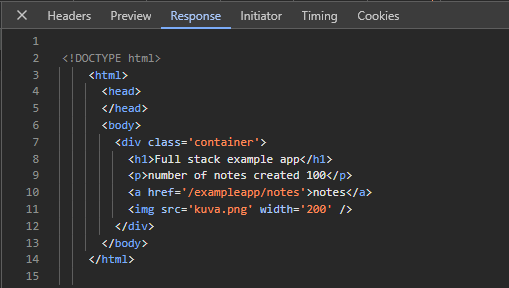 × Headers Preview Response Initiator Timing Cookies
1
2 <!DOCTYPE html>
3 <html>
4 <head>
5 </head>
6 <body>
7 <div class='container'>
8 <h1>Full stack example app</h1>
9 <p>number of notes created 100</p>
10 <a href='/exampleapp/notes'>notes</a>
11 <img src='kuva.png' width='200' />
12 </div>
13 </body>
14 </html>
15